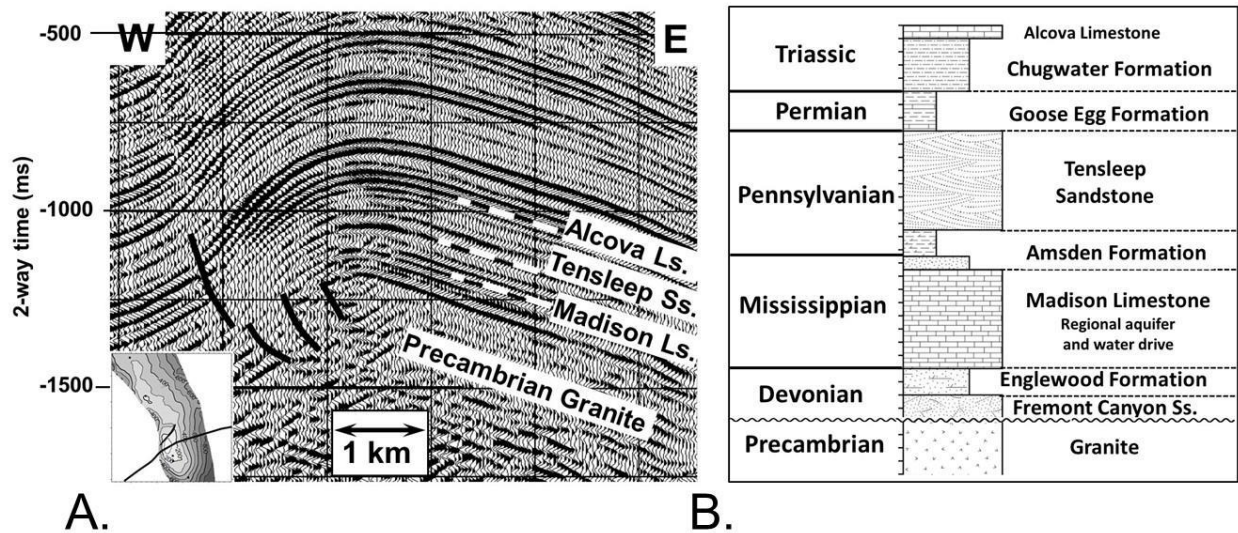 W
E
2-way time (ms)
-500
-1000
-1500
Alcova Ls.
Tensleep Ss.
Madison Ls.
Precambrian Granite
1 km
A.
Triassic
Alcova Limestone
Chugwater Formation
Permian
Goose Egg Formation
Pennsylvanian
Tensleep
Sandstone
Amsden Formation
Mississippian
Madison Limestone
Regional aquifer
and water drive
Devonian
Englewood Formation
Fremont Canyon Ss.
Precambrian
Granite
B.